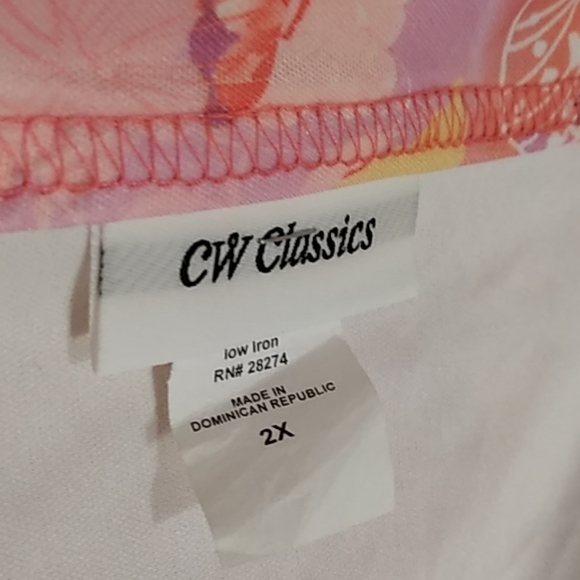 CW Classics
low iron
RN# 28274
MADE IN
DOMINICAN REPUBLIC
2X